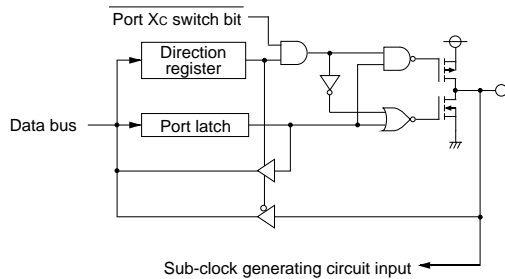 Port XC switch bit
Direction
register
Data bus
Port latch
Sub-clock generating circuit input